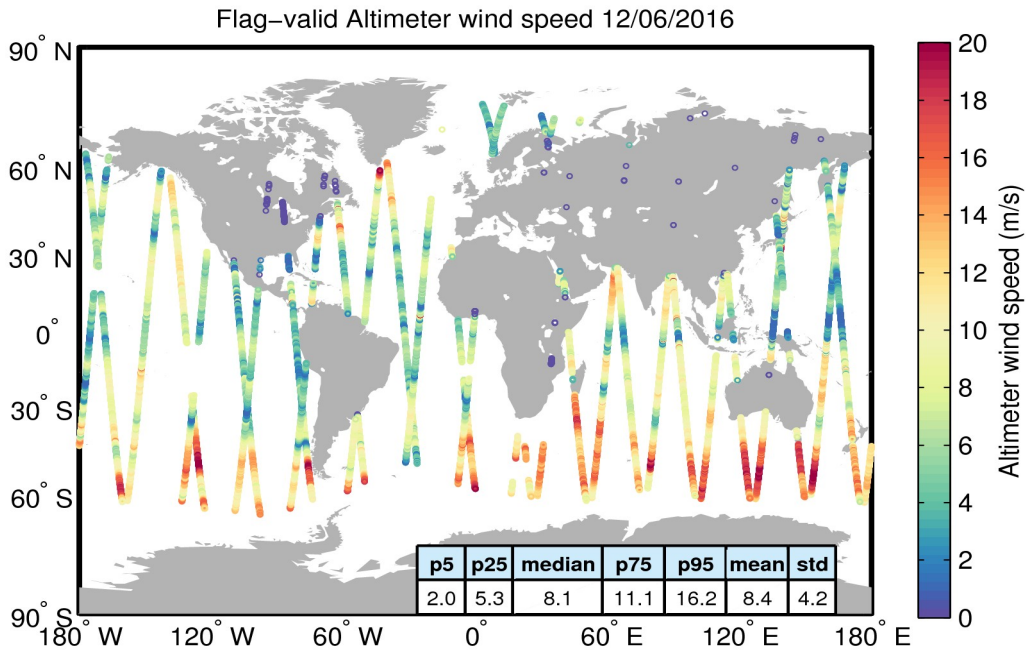 Flag−valid Altimeter wind speed 12/06/2016
90° N
60° N
30° N
0°
30° S
60° S
90° S
180° W
120° W
60° W
0°
60° E
120° E
180° E
p5 p25 median p75 p95 mean std
2.0 5.3 8.1 11.1 16.2 8.4 4.2
20
18
16
14
12
10
8
6
4
2
0
Altimeter wind speed (m/s)